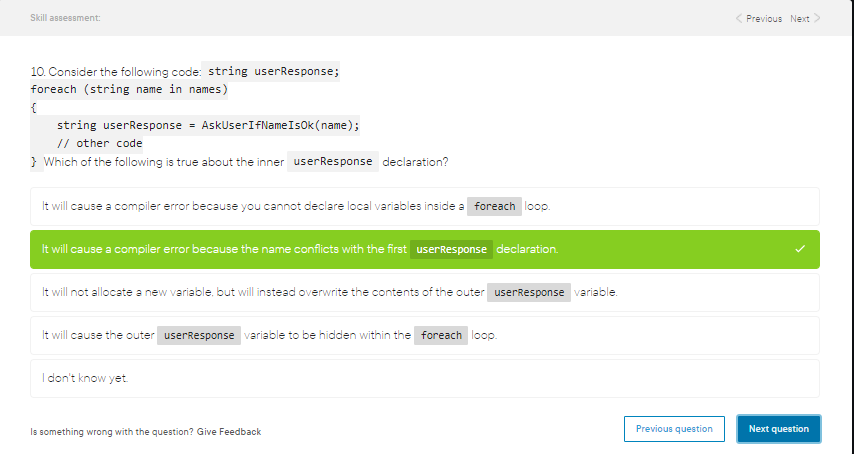 Skill assessment:
Previous Next
10. Consider the following code: string userResponse;
foreach (string name in names)
{
string userResponse = AskUserIfNameIsOk(name);
// other code
} Which of the following is true about the inner userResponse declaration?
It will cause a compiler error because you cannot declare local variables inside a foreach loop.
It will cause a compiler error because the name conflicts with the first userResponse declaration.
It will not allocate a new variable, but will instead overwrite the contents of the outer userResponse variable.
It will cause the outer userResponse variable to be hidden within the foreach loop.
I don't know yet.
Is something wrong with the question? Give Feedback
Previous question
Next question